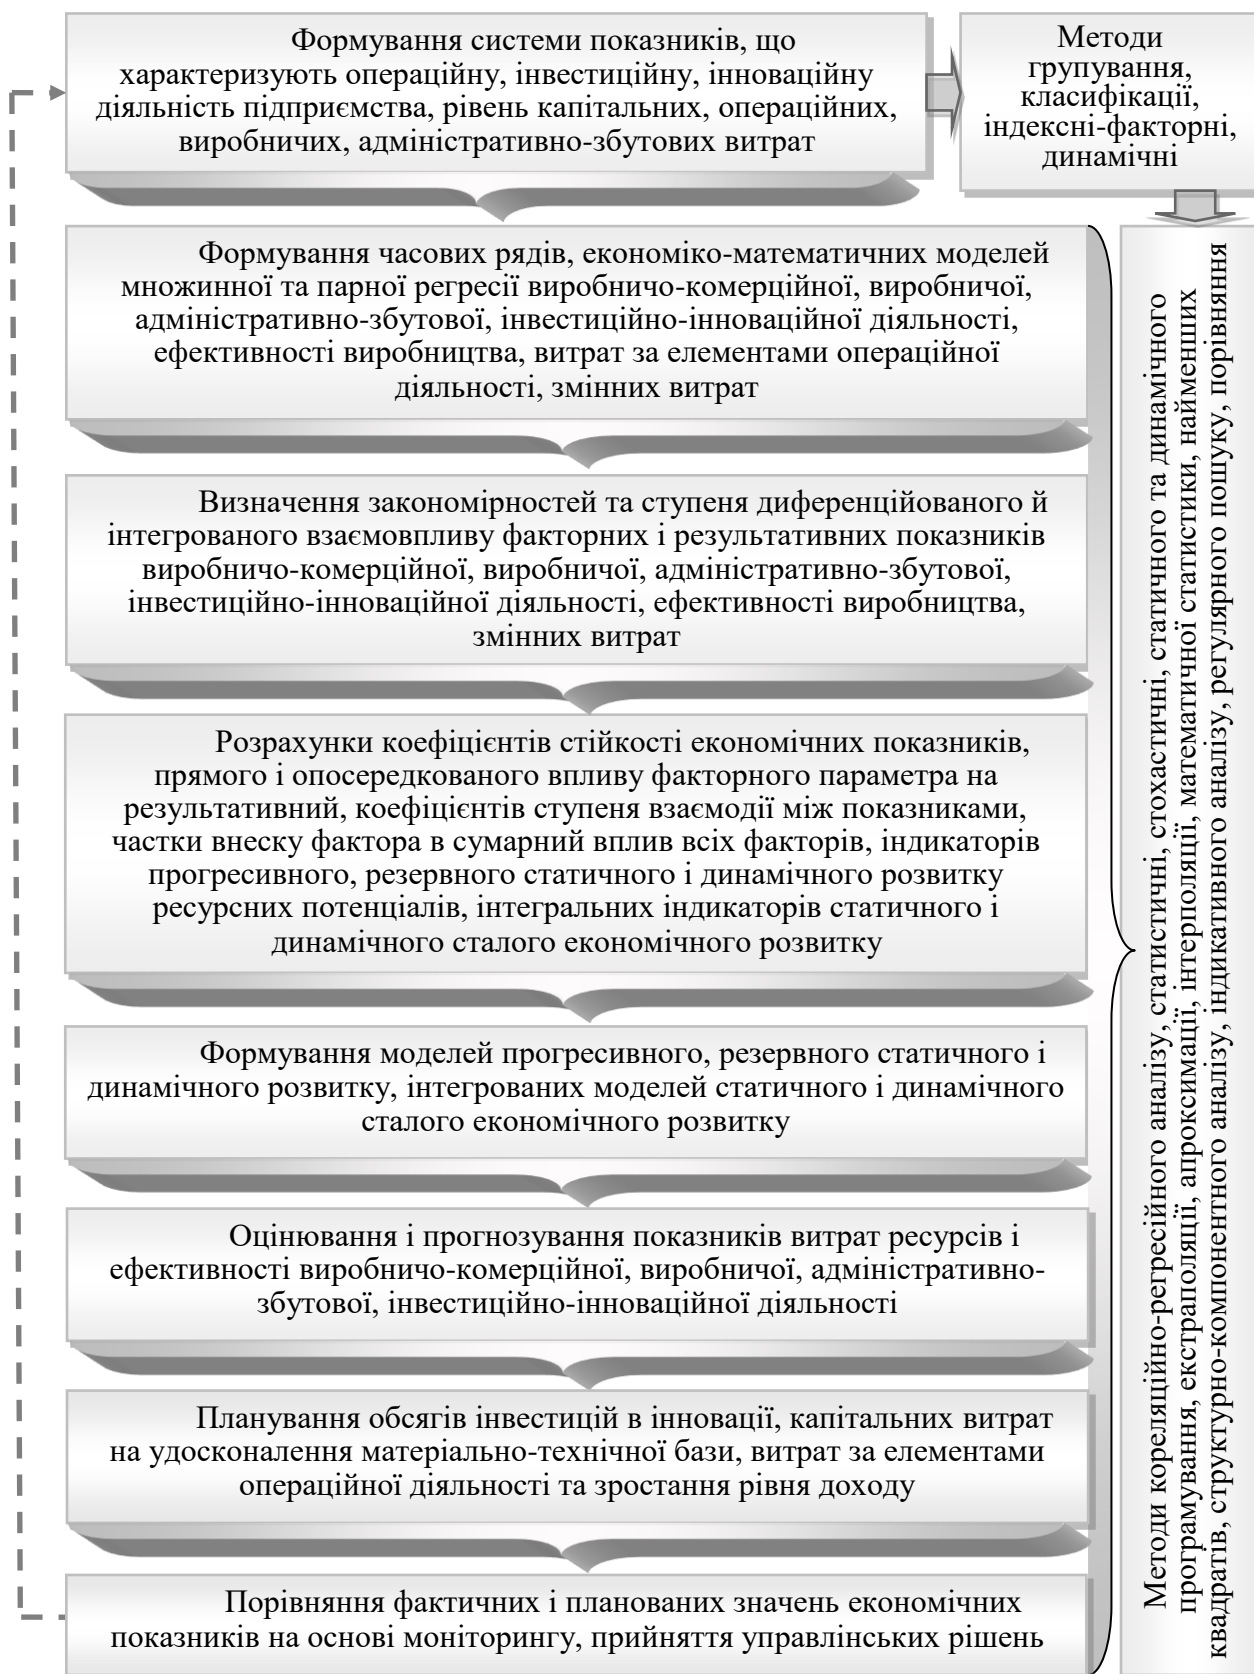 Формування системи показників, що
характеризують операційну, інвестиційну, інноваційну
діяльність підприємства, рівень капітальних, операційних,
виробничих, адміністративно-збутових витрат
Методи
групування,
класифікації,
індексні-факторні,
динамічні
Формування часових рядів, економіко-математичних моделей
множинної та парної регресії виробничо-комерційної, виробничої,
адміністративно-збутової, інвестиційно-інноваційної діяльності,
ефективності виробництва, витрат за елементами операційної
діяльності, змінних витрат
Визначення закономірностей та ступеня диференційованого й
інтегрованого взаємовпливу факторних і результативних показників
виробничо-комерційної, виробничої, адміністративно-збутової,
інвестиційно-інноваційної діяльності, ефективності виробництва,
змінних витрат
Розрахунки коефіцієнтів стійкості економічних показників,
прямого і опосередкованого впливу факторного параметра на
результативний, коефіцієнтів ступеня взаємодії між показниками,
частки внеску фактора в сумарний вплив всіх факторів, індикаторів
прогресивного, резервного статичного і динамічного розвитку
ресурсних потенціалів, інтегральних індикаторів статичного і
динамічного сталого економічного розвитку
Формування моделей прогресивного, резервного статичного і
динамічного розвитку, інтегрованих моделей статичного і динамічного
сталого економічного розвитку
Оцінювання і прогнозування показників витрат ресурсів і
ефективності виробничо-комерційної, виробничої, адміністративно-
збутової, інвестиційно-інноваційної діяльності
Планування обсягів інвестицій в інновації, капітальних витрат
на удосконалення матеріально-технічної бази, витрат за елементами
операційної діяльності та зростання рівня доходу
Порівняння фактичних і планованих значень економічних
показників на основі моніторингу, прийняття управлінських рішень
Методи кореляційно-регресійного аналізу, статистичні, стохастичні, статичного та динамічного
програмування, екстраполяції, апроксимації, інтерполяції, математичної статистики, найменших
квадратів, структурно-компонентного аналізу, індикативного аналізу, регулярного пошуку, порівняння